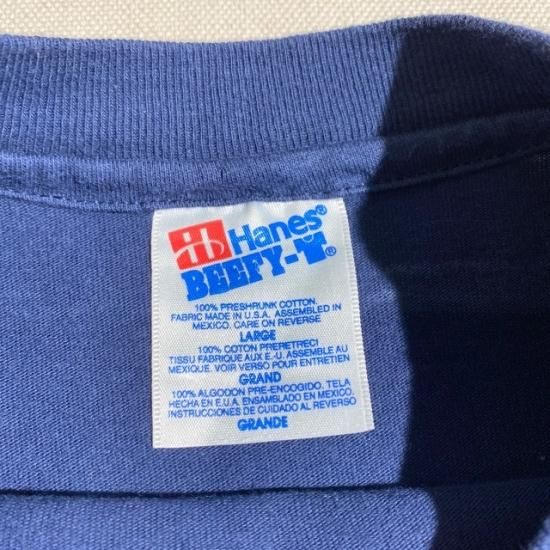 Hanes®
BEEFY-T®
100% PRESHRUNK COTTON.
FABRIC MADE IN U.S.A. ASSEMBLED IN
MEXICO. CARE ON REVERSE
LARGE
100% COTON PRERETRECI
TISSU FABRIQUE AUX E.-U. ASSEMBLE AU
MEXIQUE. VOIR VERSO POUR ENTRETIEN
GRAND
100% ALGODON PRE-ENCOGIDO. TELA
HECHA EN E.U.A. ENSAMBLADO EN MEXICO.
INSTRUCCIONES DE CUIDADO AL REVERSO
GRANDE